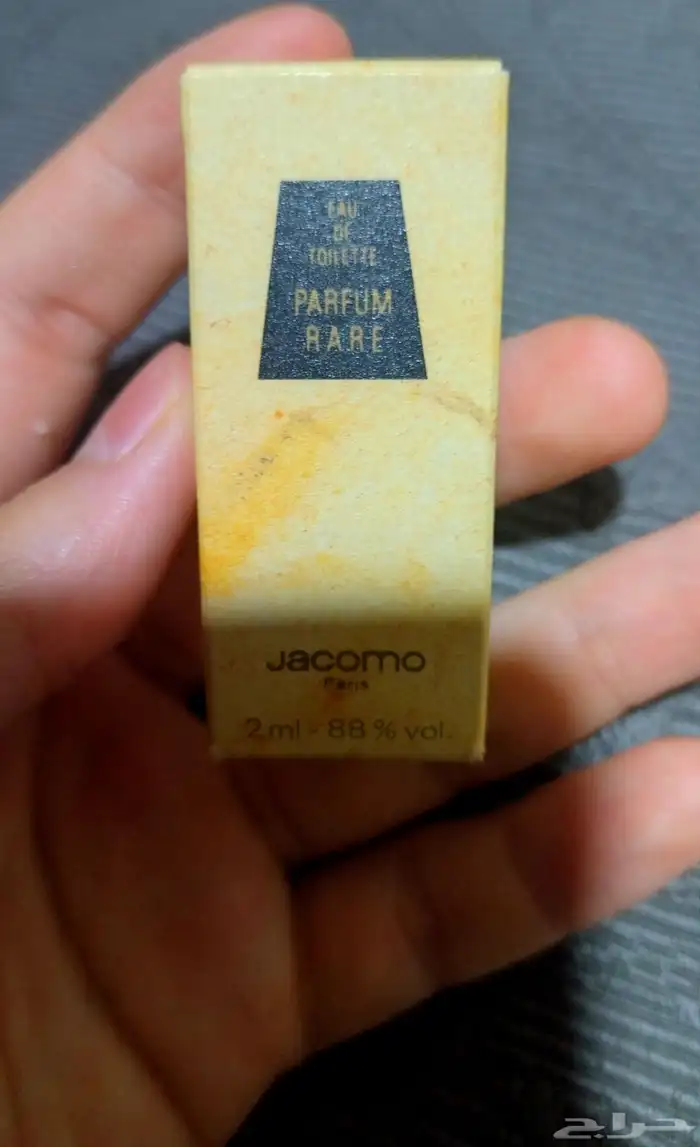 EAU
DE
TOILETTE
PARFUM
RARE
Jacomo
Paris
2 ml - 88 % vol.
حراج